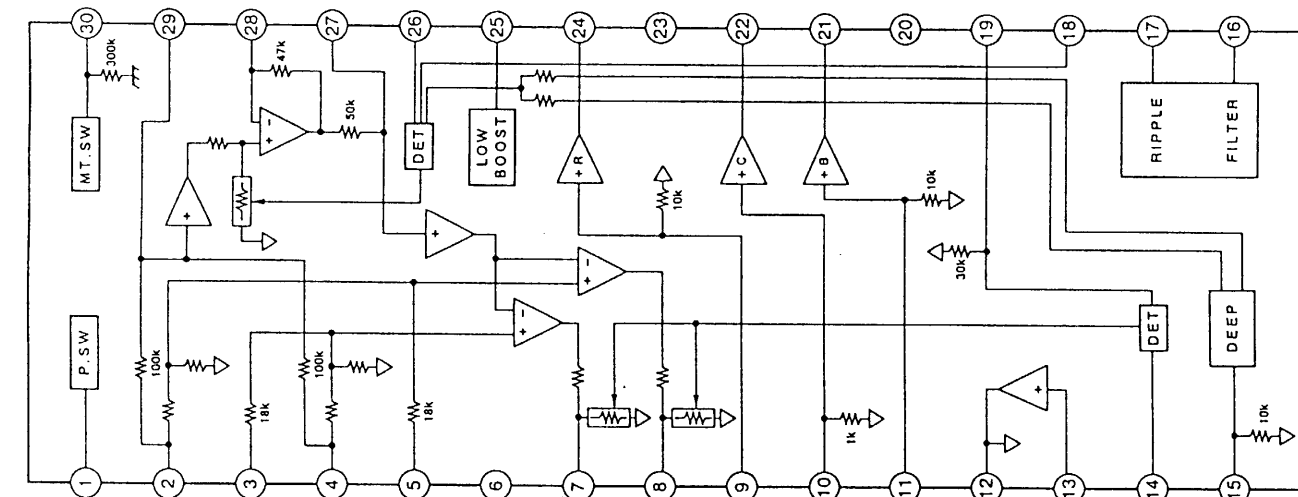 30 29 28 27 26 25 24 23 22 21 20 19 18 17 16
300k
MT. SW
47k
50k
DET
LOW
BOOST
R
C
B
RIPPLE
FILTER
10k
10k
30k
P. SW
100k
100k
18k
18k
1k
DET
DEEP
10k
1 2 3 4 5 6 7 8 9 10 11 12 13 14 15